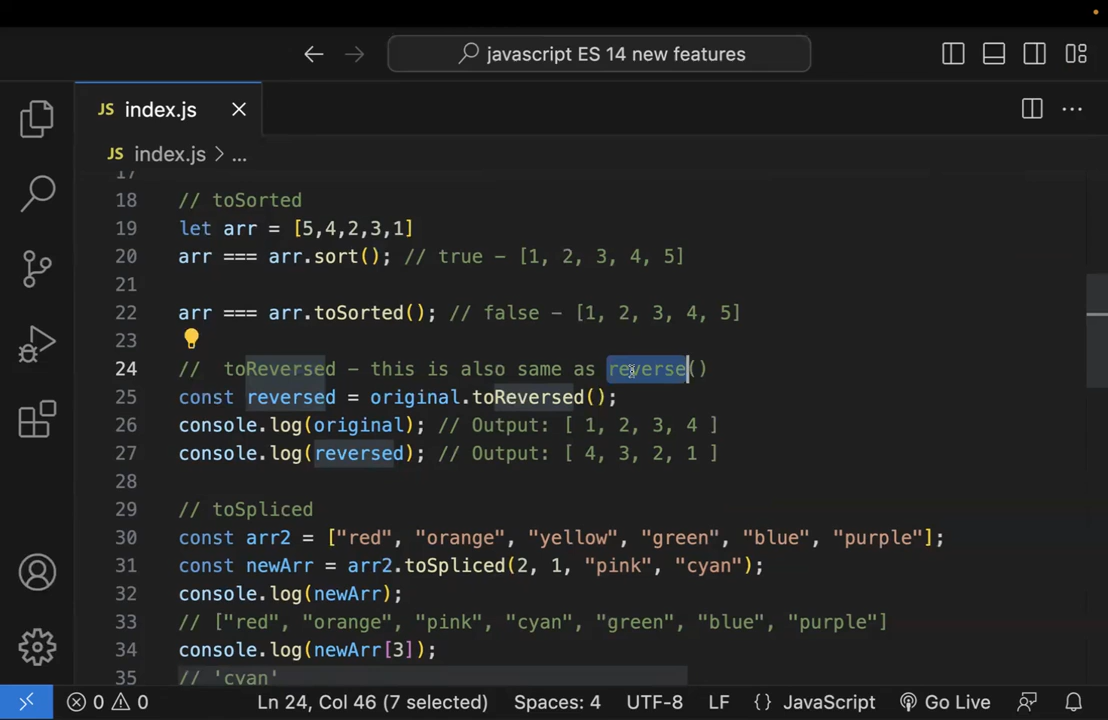 javascript ES 14 new features
JS index.js
JS index.js > ...
17
18 // toSorted
19 let arr = [5,4,2,3,1]
20 arr === arr.sort(); // true - [1, 2, 3, 4, 5]
21
22 arr === arr.toSorted(); // false - [1, 2, 3, 4, 5]
23
24 //  toReversed - this is also same as reverse()
25 const reversed = original.toReversed();
26 console.log(original); // Output: [ 1, 2, 3, 4 ]
27 console.log(reversed); // Output: [ 4, 3, 2, 1 ]
28
29 // toSpliced
30 const arr2 = ["red", "orange", "yellow", "green", "blue", "purple"];
31 const newArr = arr2.toSpliced(2, 1, "pink", "cyan");
32 console.log(newArr);
33 // ["red", "orange", "pink", "cyan", "green", "blue", "purple"]
34 console.log(newArr[3]);
35 // 'cyan'
0 0 Ln 24, Col 46 (7 selected) Spaces: 4 UTF-8 LF {} JavaScript Go Live